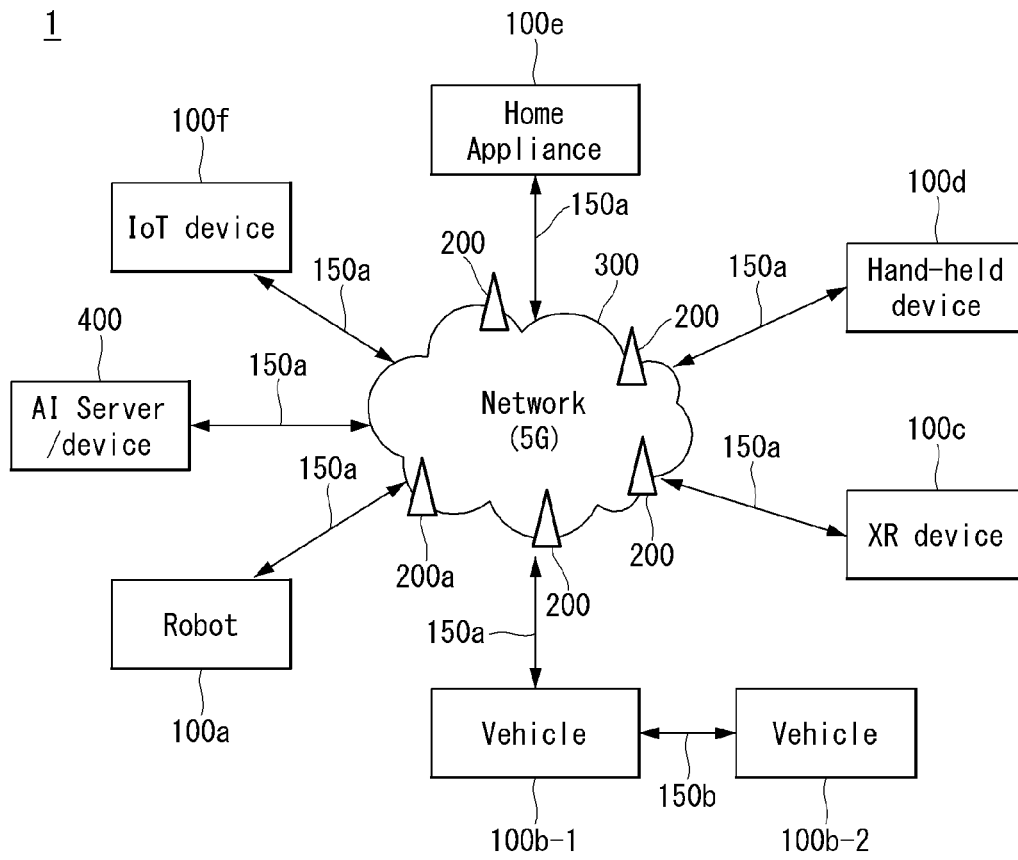 1
100e
Home
Appliance
100f
IoT device
150a
200
300
150a
150a
100d
Hand-held
device
200
400
AI Server
/device
150a
Network
(5G)
150a
100c
XR device
150a
200a
200
200
Robot
100a
150a
Vehicle
Vehicle
150b
100b-1
100b-2